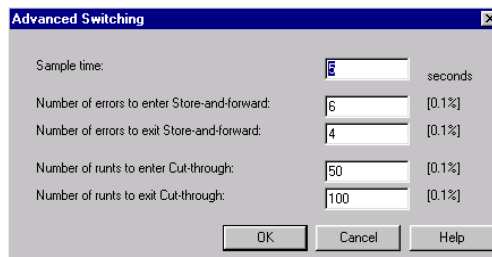 Advanced Switching
Sample time: 5 seconds
Number of errors to enter Store-and-forward: 6 [0.1%]
Number of errors to exit Store-and-forward: 4 [0.1%]
Number of runts to enter Cut-through: 50 [0.1%]
Number of runts to exit Cut-through: 100 [0.1%]
OK Cancel Help